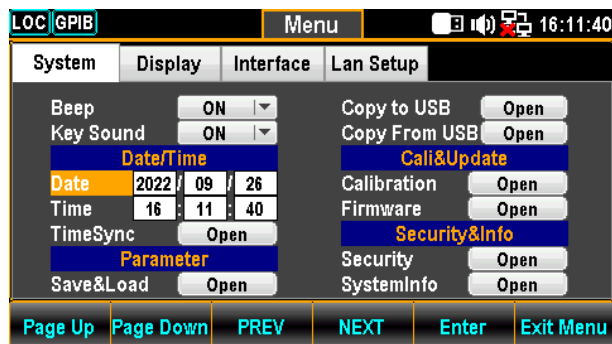 LOC GPIB Menu 16:11:40
System Display Interface Lan Setup
Beep ON Copy to USB Open
Key Sound ON Copy From USB Open
Date/Time Cali&Update
Date 2022 / 09 / 26 Calibration Open
Time 16 : 11 : 40 Firmware Open
TimeSync Open Security&Info
Parameter Security Open
Save&Load Open SystemInfo Open
Page Up Page Down PREV NEXT Enter Exit Menu